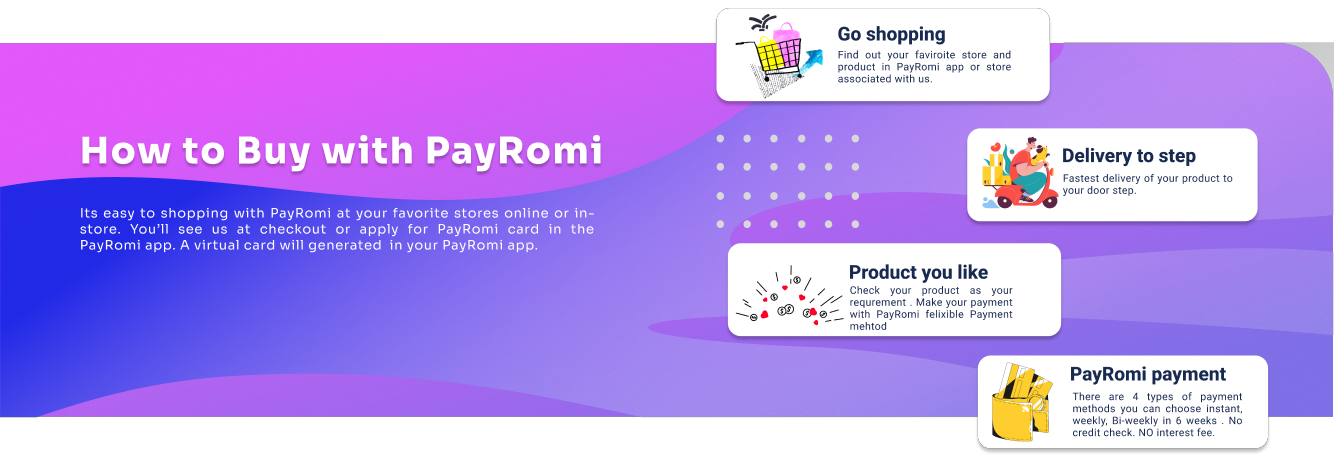 How to Buy with PayRomi
Its easy to shopping with PayRomi at your favorite stores online or in-
store. You'll see us at checkout or apply for PayRomi card in the
PayRomi app. A virtual card will generated in your PayRomi app.
Go shopping
Find out your faviroite store and
product in PayRomi app or store
associated with us.
Delivery to step
Fastest delivery of your product to
your door step.
Product you like
Check your product as your
requrement . Make your payment
with PayRomi felixible Payment
mehtod
PayRomi payment
There are 4 types of payment
methods you can choose instant,
weekly, Bi-weekly in 6 weeks . No
credit check. NO interest fee.